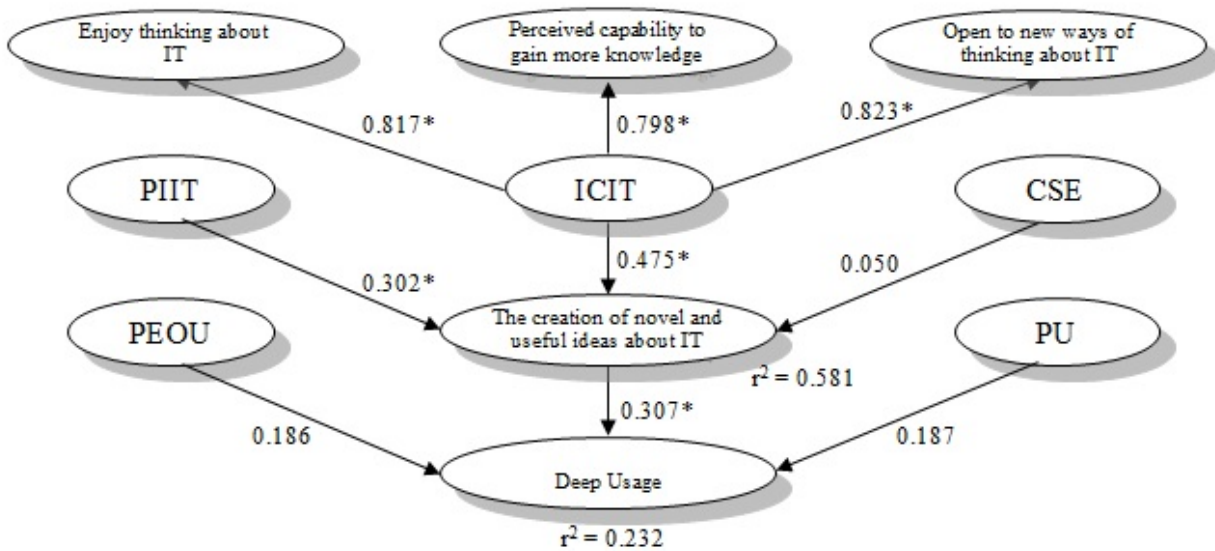 Enjoy thinking about
IT
Perceived capability to
gain more knowledge
Open to new ways of
thinking about IT
0.817*
0.798*
0.823*
PIIT
ICIT
CSE
0.302*
0.475*
0.050
PEOU
The creation of novel and
useful ideas about IT
PU
r² = 0.581
0.186
0.307*
0.187
Deep Usage
r² = 0.232